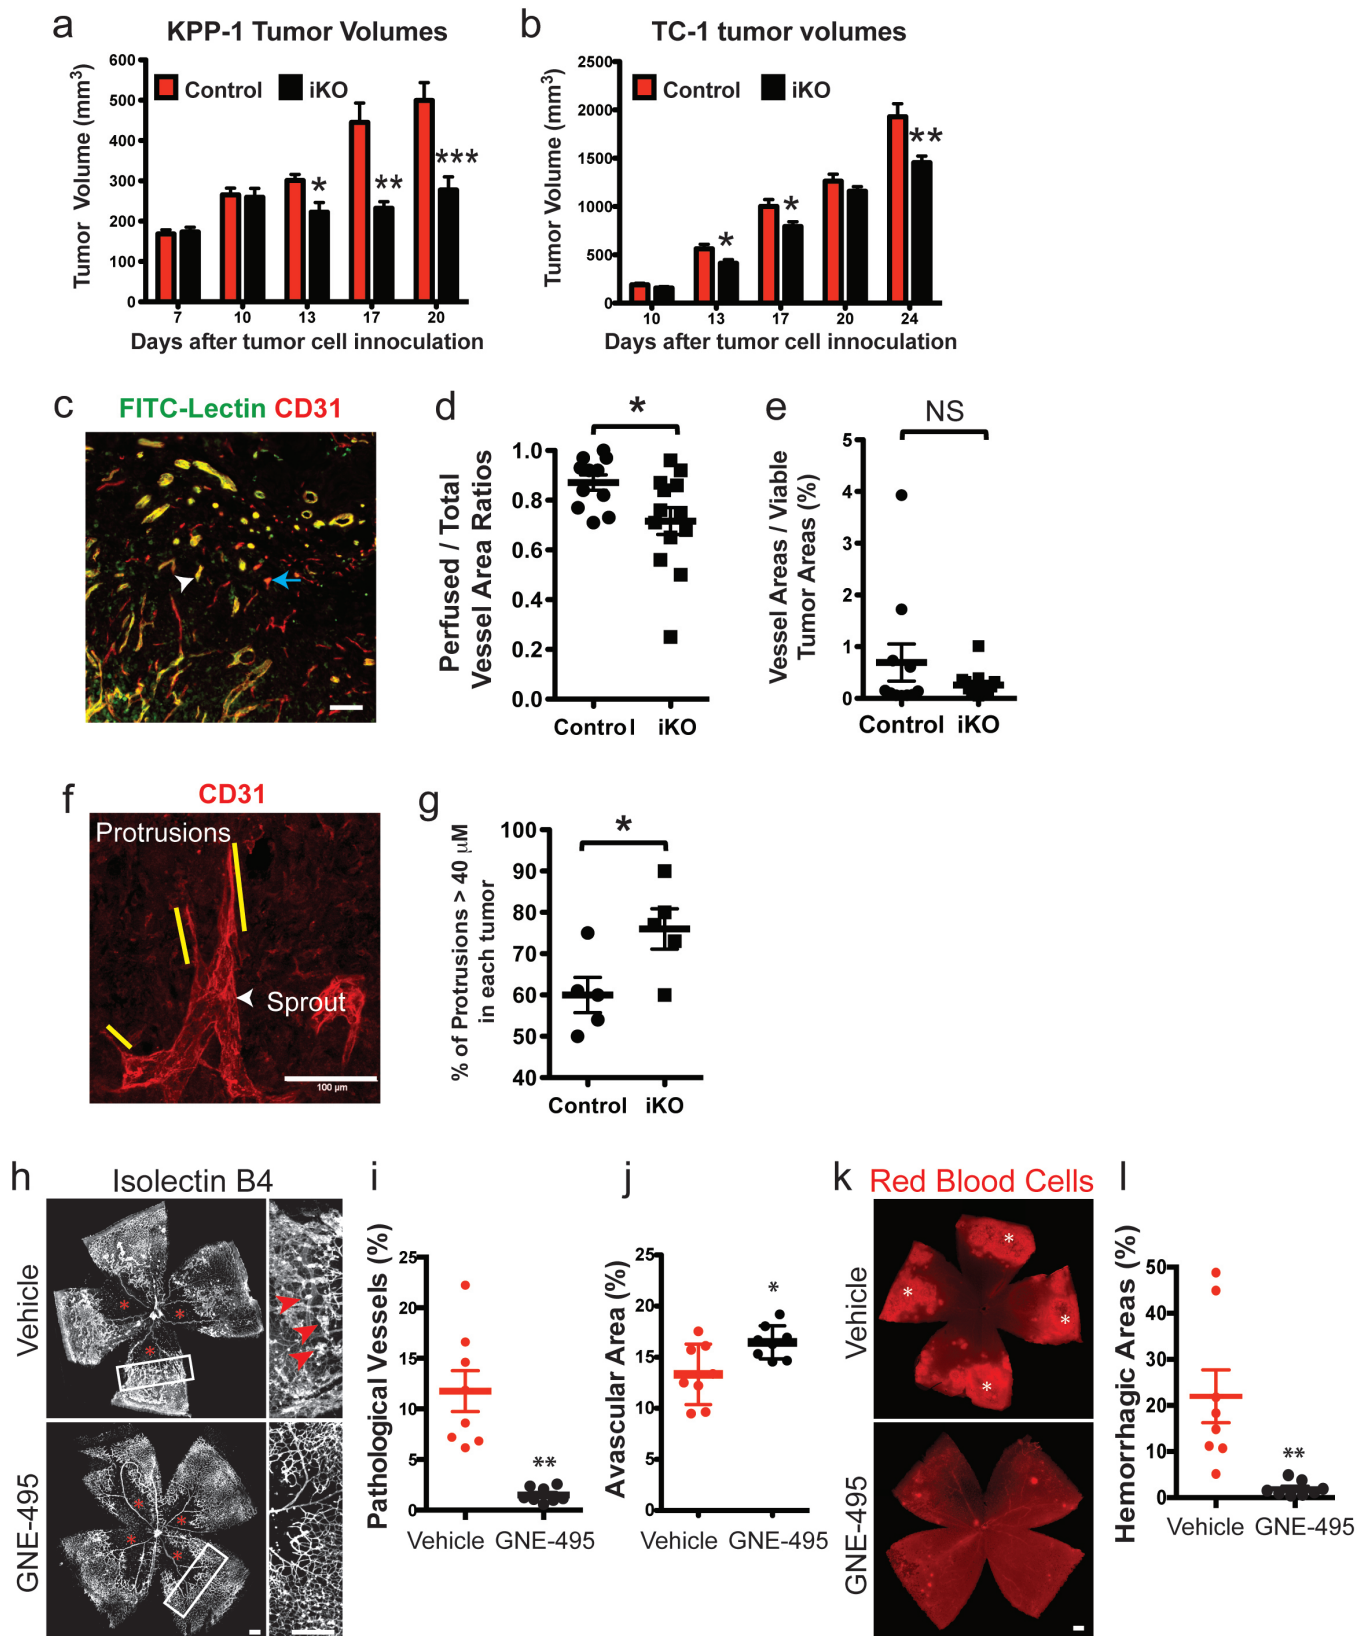 a
KPP-1 Tumor Volumes
Tumor Volume (mm3)
600
500
400
300
200
100
0
Control
iKO
*
**
***
7
10
13
17
20
Days after tumor cell innoculation
b
TC-1 tumor volumes
Tumor Volume (mm3)
2500
2000
1500
1000
500
0
Control
iKO
*
*
**
10
13
17
20
24
Days after tumor cell innoculation
c
FITC-Lectin CD31
d
Perfused / Total
Vessel Area Ratios
1.0
0.8
0.6
0.4
0.2
0.0
*
Control
iKO
e
Vessel Areas / Viable
Tumor Areas (%)
5
4
3
2
1
0
NS
Control
iKO
f
CD31
Protrusions
Sprout
100 µm
g
% of Protrusions > 40 µM
in each tumor
100
90
80
70
60
50
40
*
Control
iKO
h
Isolectin B4
Vehicle
*
*
*
GNE-495
*
*
*
i
Pathological Vessels (%)
25
20
15
10
5
0
**
Vehicle
GNE-495
j
Avascular Area (%)
25
20
15
10
5
0
*
Vehicle
GNE-495
k
Red Blood Cells
Vehicle
*
*
*
*
GNE-495
l
Hemorrhagic Areas (%)
50
40
30
20
10
0
**
Vehicle
GNE-495